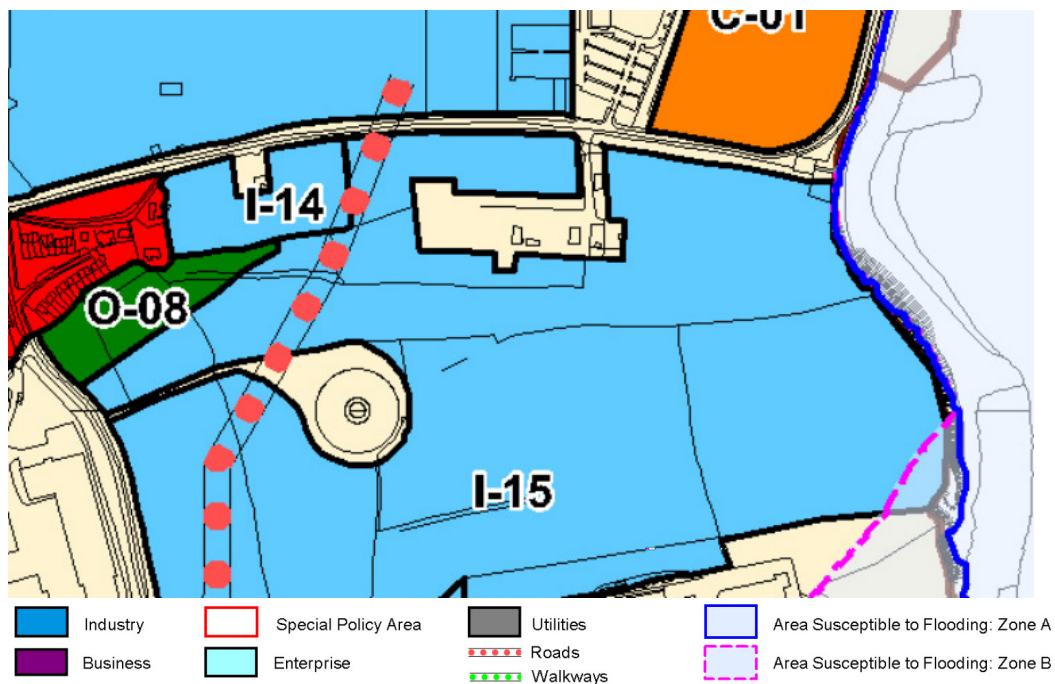 C-01
I-14
O-08
I-15
Industry
Special Policy Area
Utilities
Area Susceptible to Flooding: Zone A
Roads
Business
Enterprise
Area Susceptible to Flooding: Zone B
Walkways